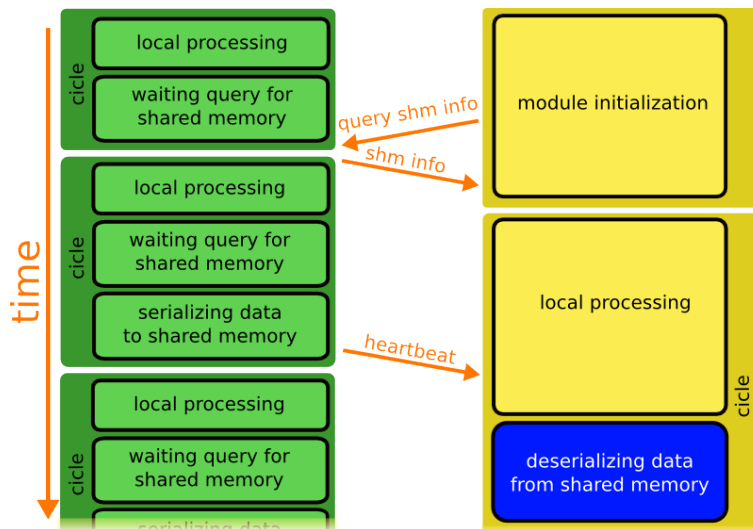 time
cicle
local processing
waiting query for
shared memory
cicle
local processing
waiting query for
shared memory
serializing data
to shared memory
cicle
local processing
waiting query for
shared memory
serializing data
query shm info
shm info
heartbeat
module initialization
cicle
local processing
deserializing data
from shared memory